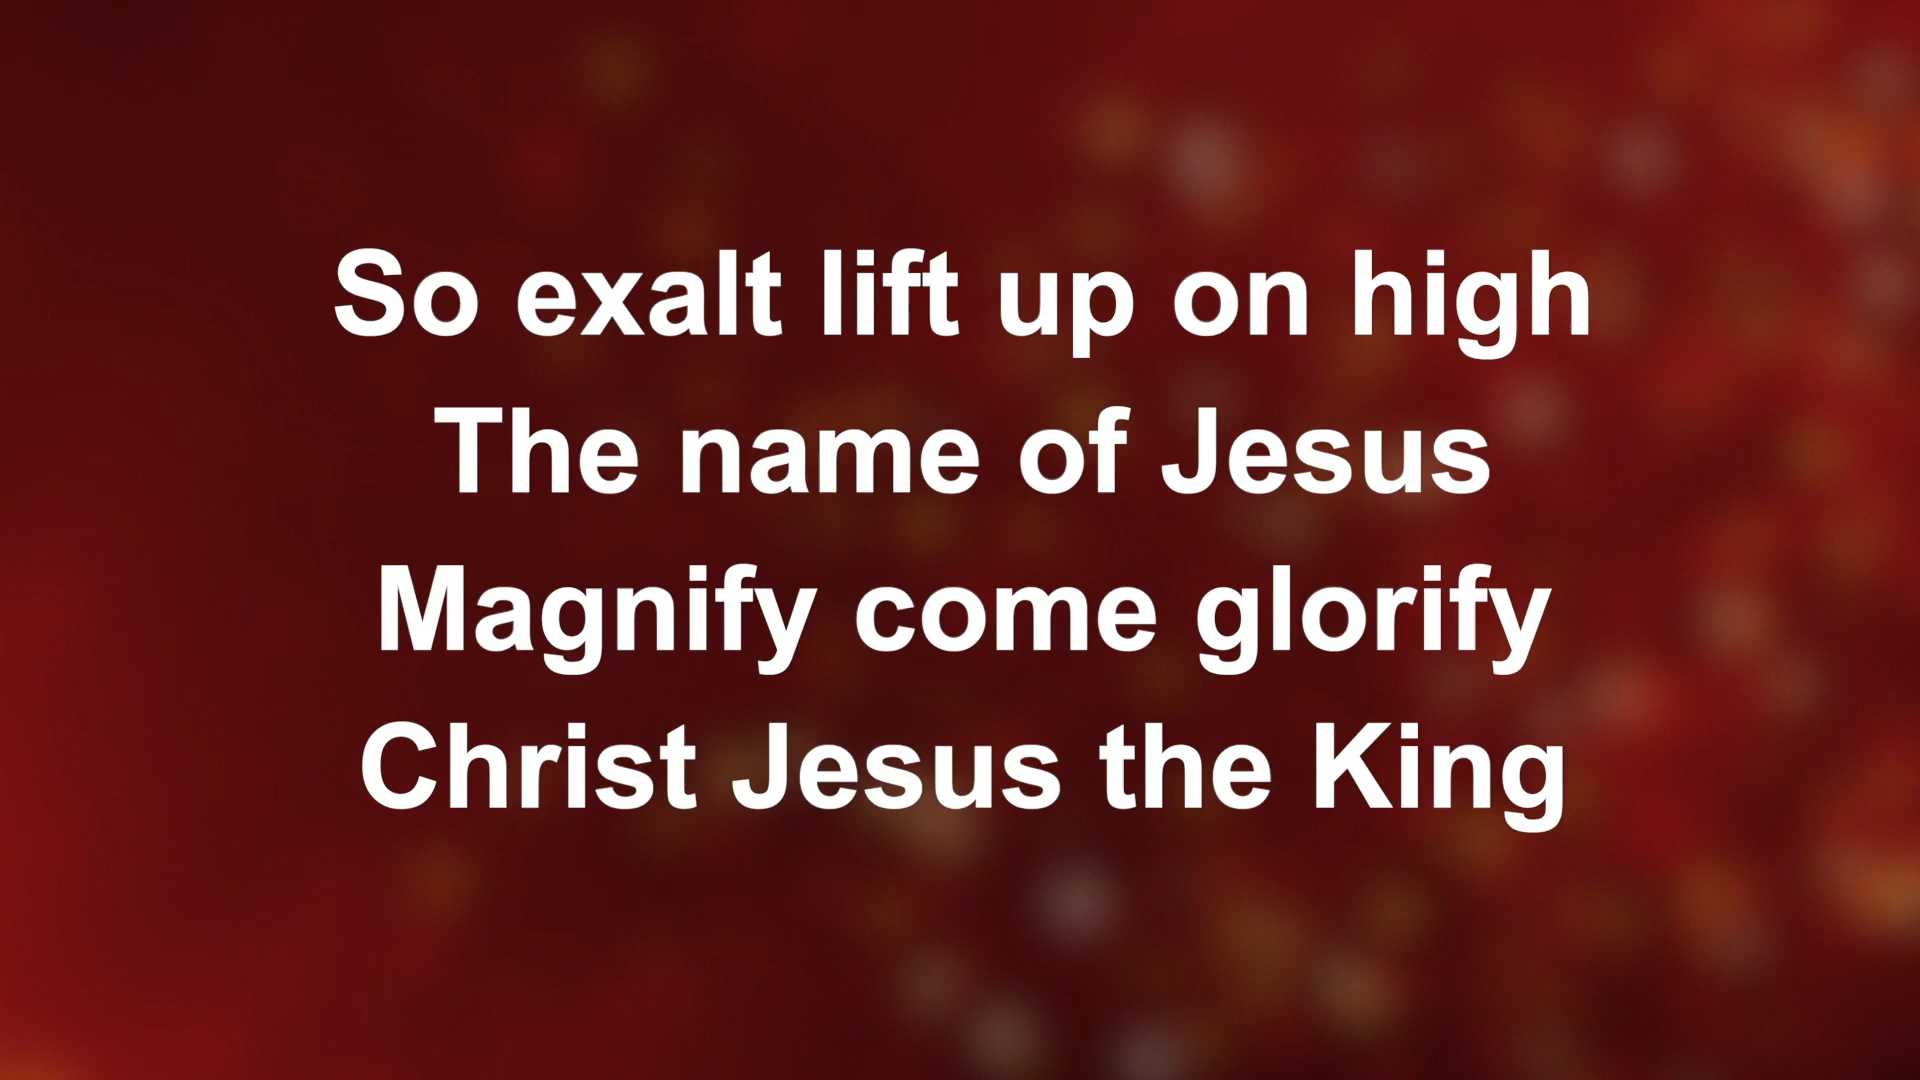 So exalt lift up on high
The name of Jesus
Magnify come glorify
Christ Jesus the King